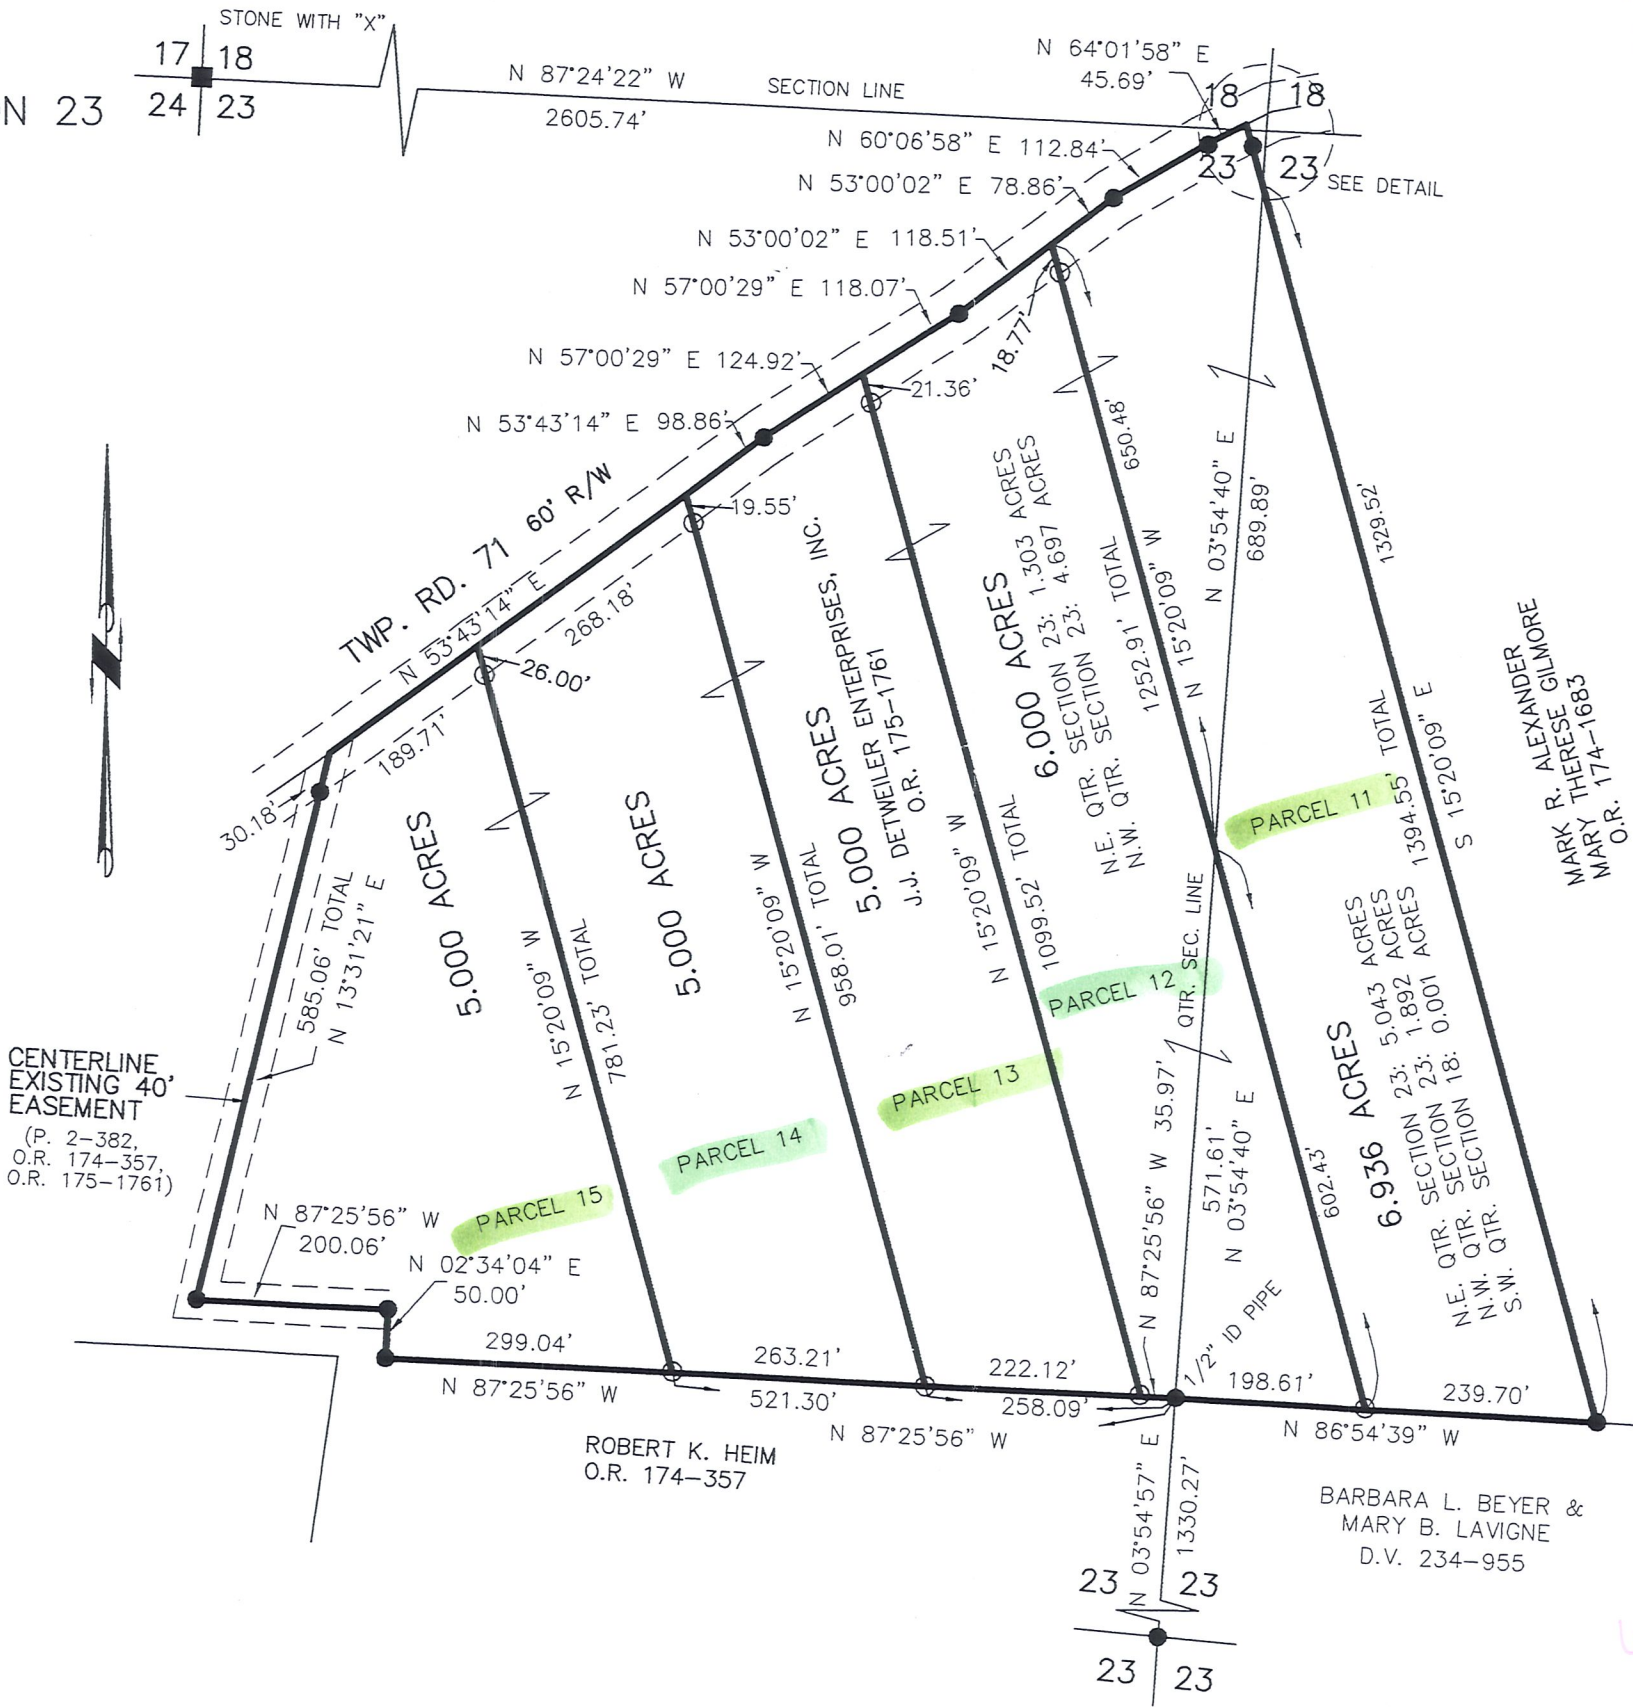 STONE WITH "X"
17 18
24 23
N 23
N 87°24'22" W
2605.74'
SECTION LINE
N 64°01'58" E
45.69'
18 18
23 23
SEE DETAIL
N 60°06'58" E 112.84'
N 53°00'02" E 78.86'
N 53°00'02" E 118.51'
N 57°00'29" E 118.07'
N 57°00'29" E 124.92'
N 53°43'14" E 98.86'
TWP. RD. 71 60' R/W
N 53°43'14" E
268.18'
189.71'
30.18'
26.00'
19.55'
21.36'
18.77'
585.06' TOTAL
N 13°31'21" E
CENTERLINE
EXISTING 40'
EASEMENT
(P. 2-382,
O.R. 174-357,
O.R. 175-1761)
N 87°25'56" W
200.06'
N 02°34'04" E
50.00'
5.000 ACRES
PARCEL 15
N 15°20'09" W
781.23' TOTAL
5.000 ACRES
PARCEL 14
N 15°20'09" W
958.01' TOTAL
5.000 ACRES
J.J. DETWEILER ENTERPRISES, INC.
O.R. 175-1761
PARCEL 13
N 15°20'09" W
1099.52' TOTAL
6.000 ACRES
N.E. QTR. SECTION 23: 1.303 ACRES
N.W. QTR. SECTION 23: 4.697 ACRES
PARCEL 12
1252.91' TOTAL
N 15°20'09" W
650.48'
602.43'
N 03°54'40" E
689.89'
QTR. SEC. LINE
571.61'
N 03°54'40" E
N 87°25'56" W 35.97'
1/2" ID PIPE
PARCEL 11
6.936 ACRES
N.E. QTR. SECTION 23: 5.043 ACRES
N.W. QTR. SECTION 23: 1.892 ACRES
S.W. QTR. SECTION 18: 0.001 ACRES
1329.52'
1394.55' TOTAL
S 15°20'09" E
MARK R. ALEXANDER
MARY THERESE GILMORE
O.R. 174-1683
299.04'
N 87°25'56" W
263.21'
521.30'
222.12'
258.09'
N 87°25'56" W
198.61'
239.70'
N 86°54'39" W
ROBERT K. HEIM
O.R. 174-357
BARBARA L. BEYER &
MARY B. LAVIGNE
D.V. 234-955
N 03°54'57" E
1330.27'
23 23
23 23